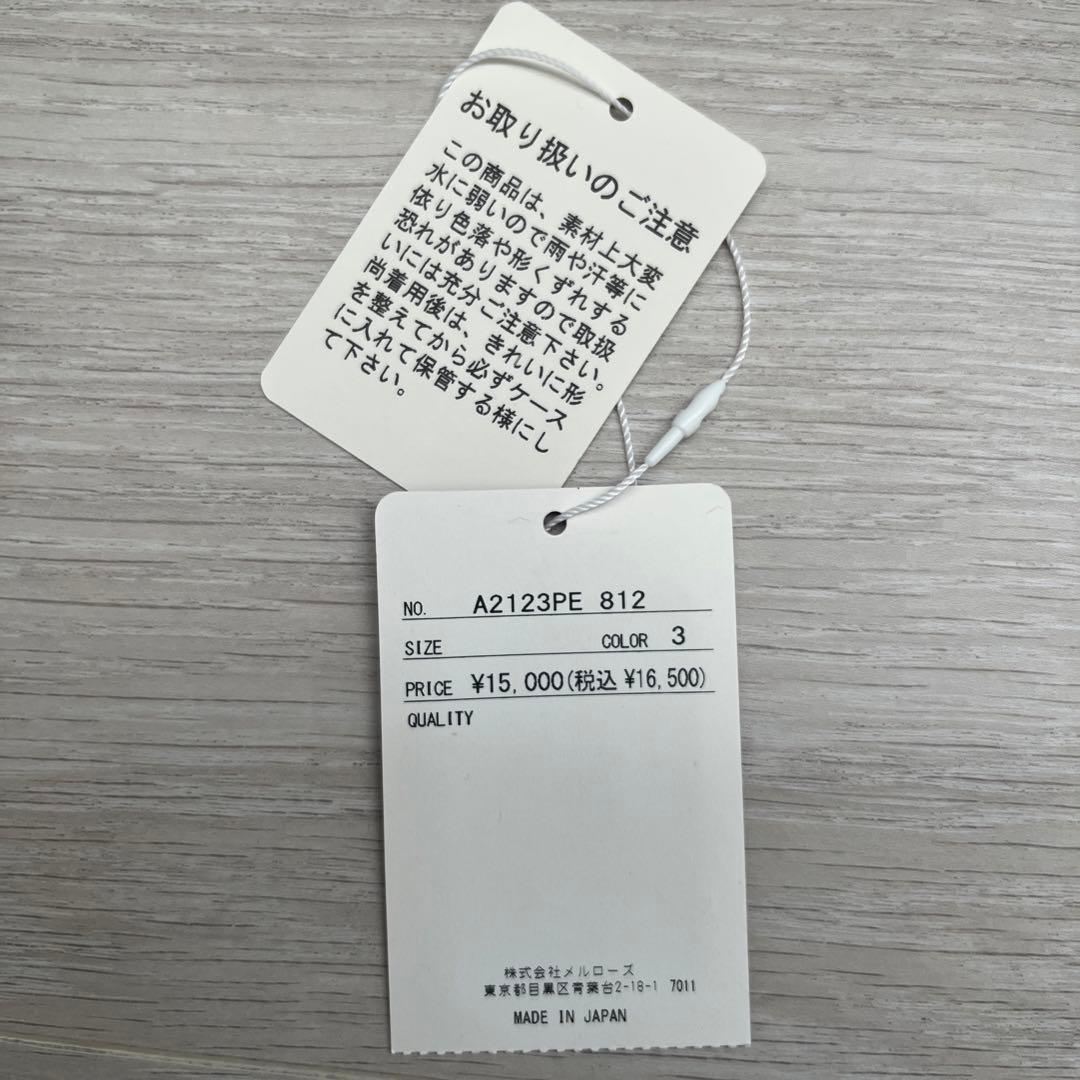 お取り扱いのご注意
この商品は、素材上大変
水に弱いので雨や汗等に
依り色落や形くずれする
恐れがありますので取扱
いには充分ご注意下さい。
尚着用後は、きれいに形
を整えてから必ずケース
に入れて保管する様にし
て下さい。
NO. A2123PE 812
SIZE COLOR 3
PRICE ¥15,000(税込 ¥16,500)
QUALITY
株式会社メルローズ
東京都目黒区青葉台2-18-1 7011
MADE IN JAPAN